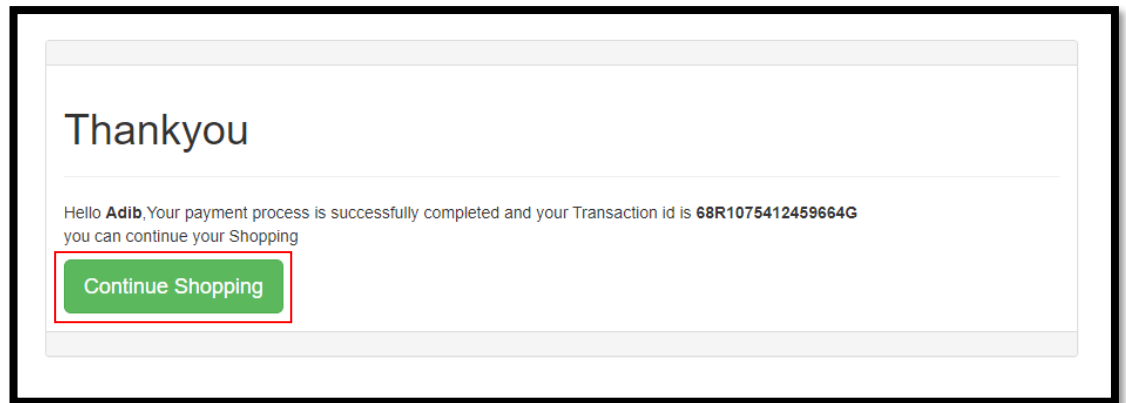 Thankyou
Hello Adib,Your payment process is successfully completed and your Transaction id is 68R1075412459664G
you can continue your Shopping
Continue Shopping